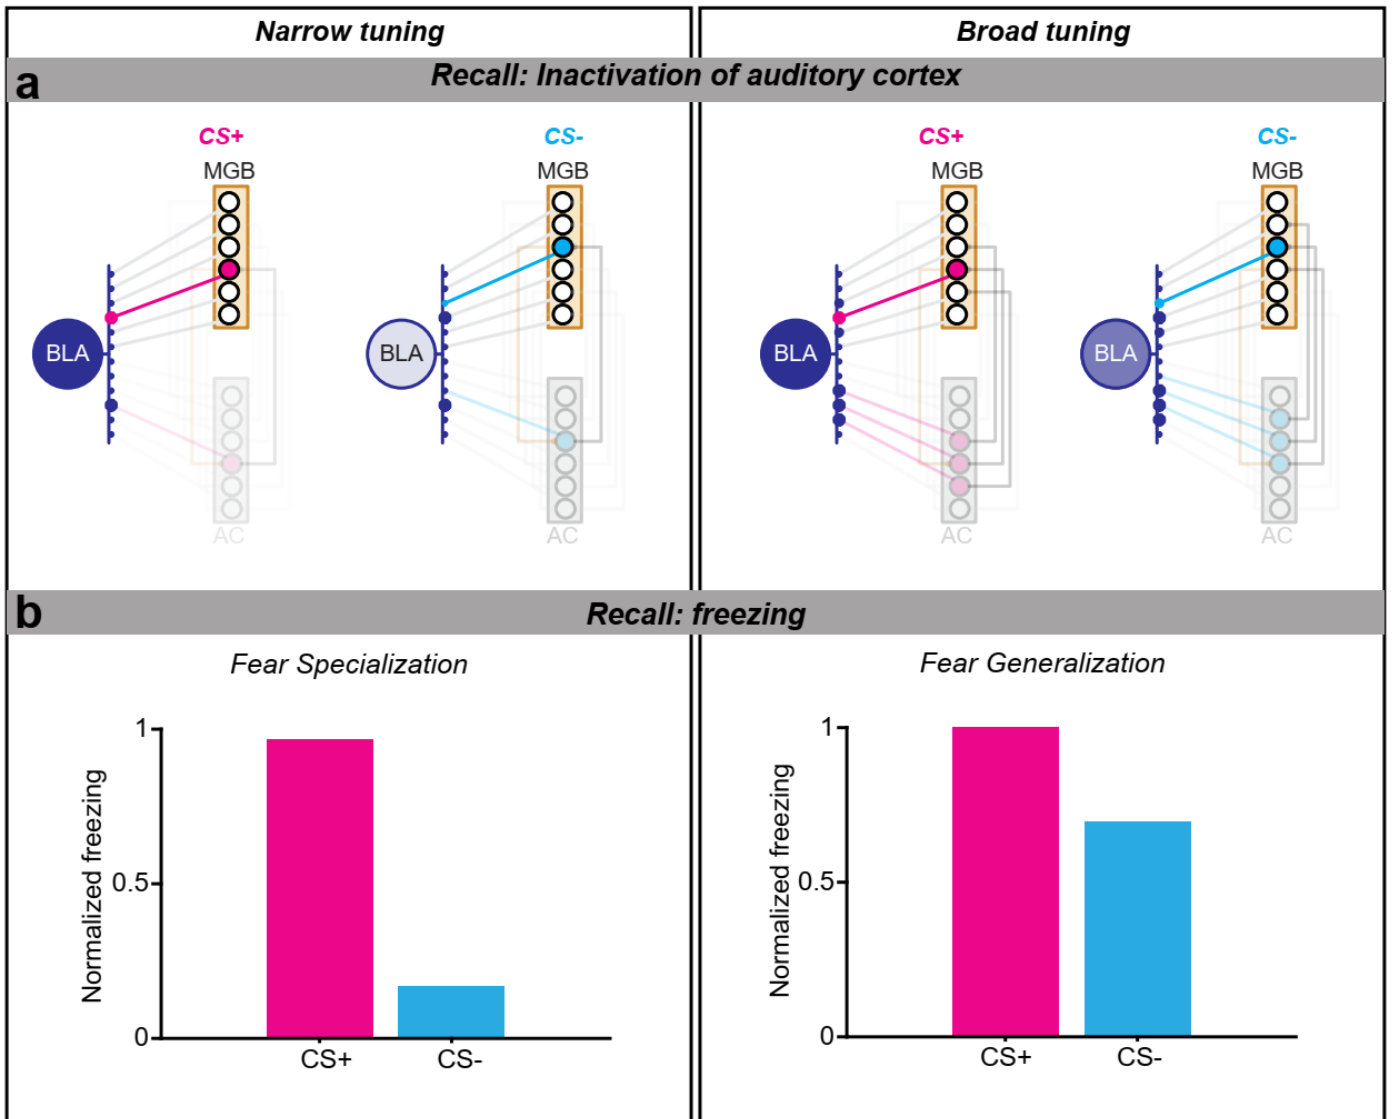 Narrow tuning
Broad tuning
a
Recall: Inactivation of auditory cortex
CS+
CS-
CS+
CS-
MGB
MGB
MGB
MGB
BLA
BLA
BLA
BLA
AC
AC
AC
AC
b
Recall: freezing
Fear Specialization
Normalized freezing
1
0.5
0
CS+
CS-
Fear Generalization
Normalized freezing
1
0.5
0
CS+
CS-